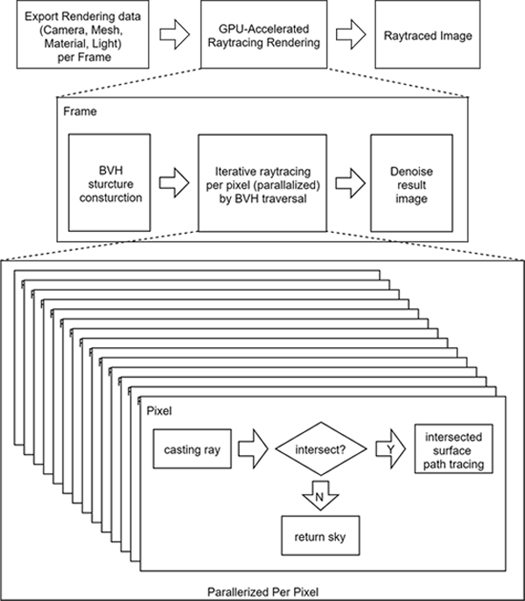 Export Rendering data
(Camera, Mesh,
Material, Light)
per Frame
GPU-Accelerated
Raytracing Rendering
Raytraced Image
Frame
BVH
sturcture
consturction
Iterative raytracing
per pixel (parallalized)
by BVH traversal
Denoise
result
image
Pixel
casting ray
intersect?
Y
intersected
surface
path tracing
N
return sky
Parallerized Per Pixel